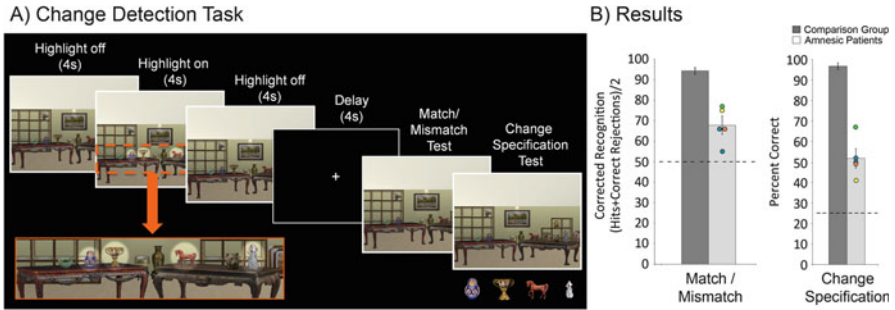 A) Change Detection Task
Highlight off
(4s)
Highlight on
(4s)
Highlight off
(4s)
Delay
(4s)
+
Match/
Mismatch
Test
Change
Specification
Test
B) Results
Comparison Group
Amnesic Patients
Corrected Recognition
(Hits+Correct Rejections)/2
100
90
80
70
60
50
40
30
20
10
0
Match /
Mismatch
Percent Correct
100
90
80
70
60
50
40
30
20
10
0
Change
Specification